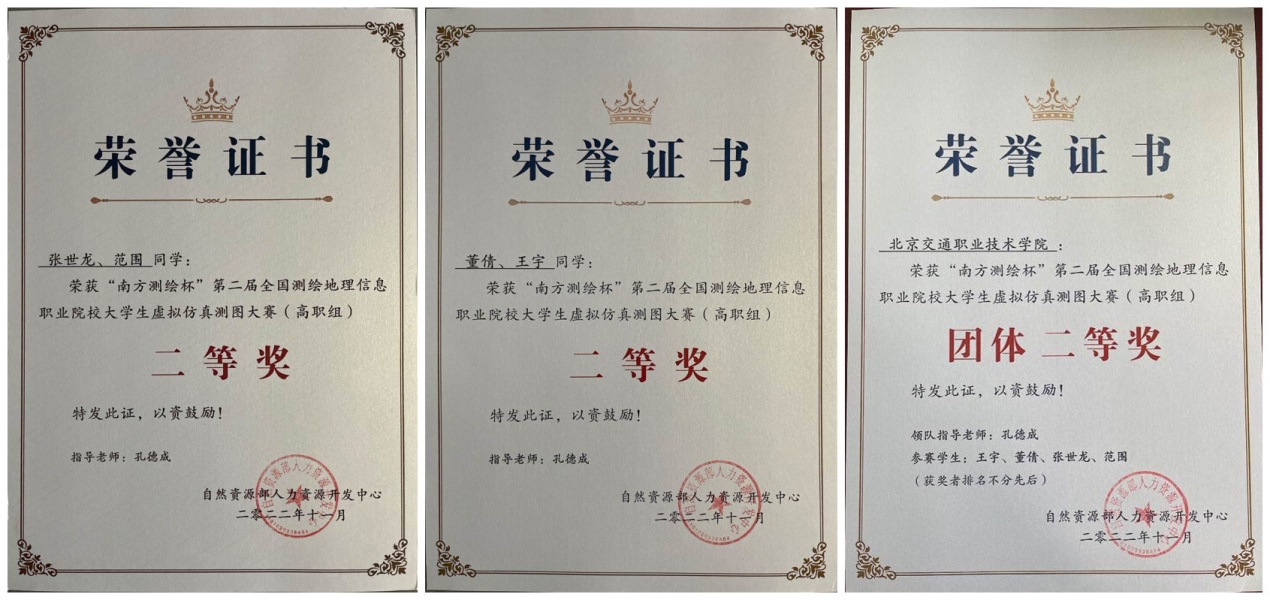 荣誉证书
张世龙、范围 同学：
荣获“南方测绘杯”第二届全国测绘地理信息
职业院校大学生虚拟仿真测图大赛（高职组）
二等奖
特发此证，以资鼓励！
指导老师：孔德成
自然资源部人力资源开发中心
二〇二二年十一月
荣誉证书
董倩、王宇 同学：
荣获“南方测绘杯”第二届全国测绘地理信息
职业院校大学生虚拟仿真测图大赛（高职组）
二等奖
特发此证，以资鼓励！
指导老师：孔德成
自然资源部人力资源开发中心
二〇二二年十一月
荣誉证书
北京交通职业技术学院：
荣获“南方测绘杯”第二届全国测绘地理信息
职业院校大学生虚拟仿真测图大赛（高职组）
团体二等奖
特发此证，以资鼓励！
领队指导老师：孔德成
参赛学生：王宇、董倩、张世龙、范围
（获奖者排名不分先后）
自然资源部人力资源开发中心
二〇二二年十一月